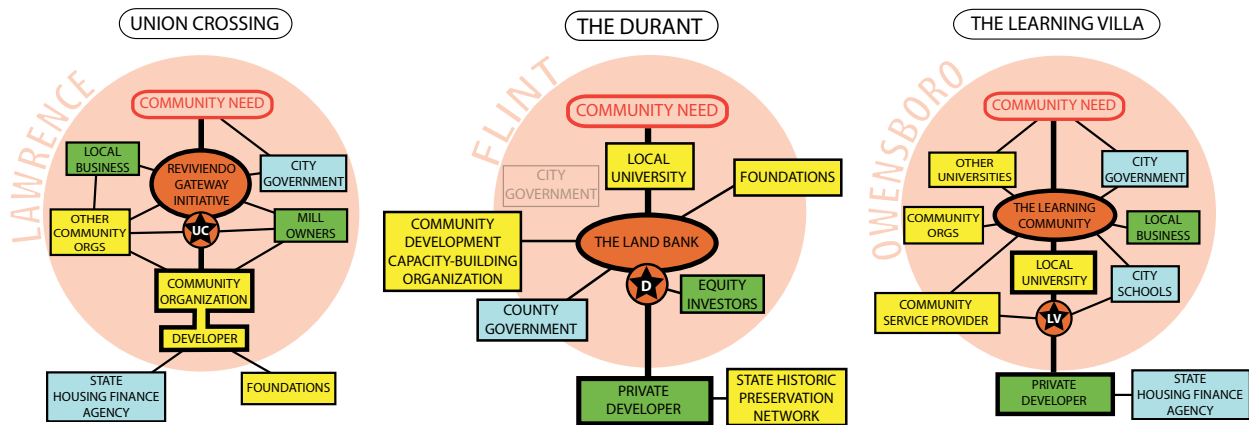 UNION CROSSING
LAWRENCE
COMMUNITY NEED
LOCAL
BUSINESS
REVIVIENDO
GATEWAY
INITIATIVE
CITY
GOVERNMENT
OTHER
COMMUNITY
ORGS
UC
MILL
OWNERS
COMMUNITY
ORGANIZATION
DEVELOPER
STATE
HOUSING FINANCE
AGENCY
FOUNDATIONS
THE DURANT
FLINT
COMMUNITY NEED
CITY
GOVERNMENT
LOCAL
UNIVERSITY
FOUNDATIONS
COMMUNITY
DEVELOPMENT
CAPACITY-BUILDING
ORGANIZATION
THE LAND BANK
D
EQUITY
INVESTORS
COUNTY
GOVERNMENT
PRIVATE
DEVELOPER
STATE HISTORIC
PRESERVATION
NETWORK
THE LEARNING VILLA
OWENSBORO
COMMUNITY NEED
OTHER
UNIVERSITIES
CITY
GOVERNMENT
COMMUNITY
ORGS
THE LEARNING
COMMUNITY
LOCAL
BUSINESS
LOCAL
UNIVERSITY
CITY
SCHOOLS
COMMUNITY
SERVICE PROVIDER
LV
PRIVATE
DEVELOPER
STATE
HOUSING FINANCE
AGENCY